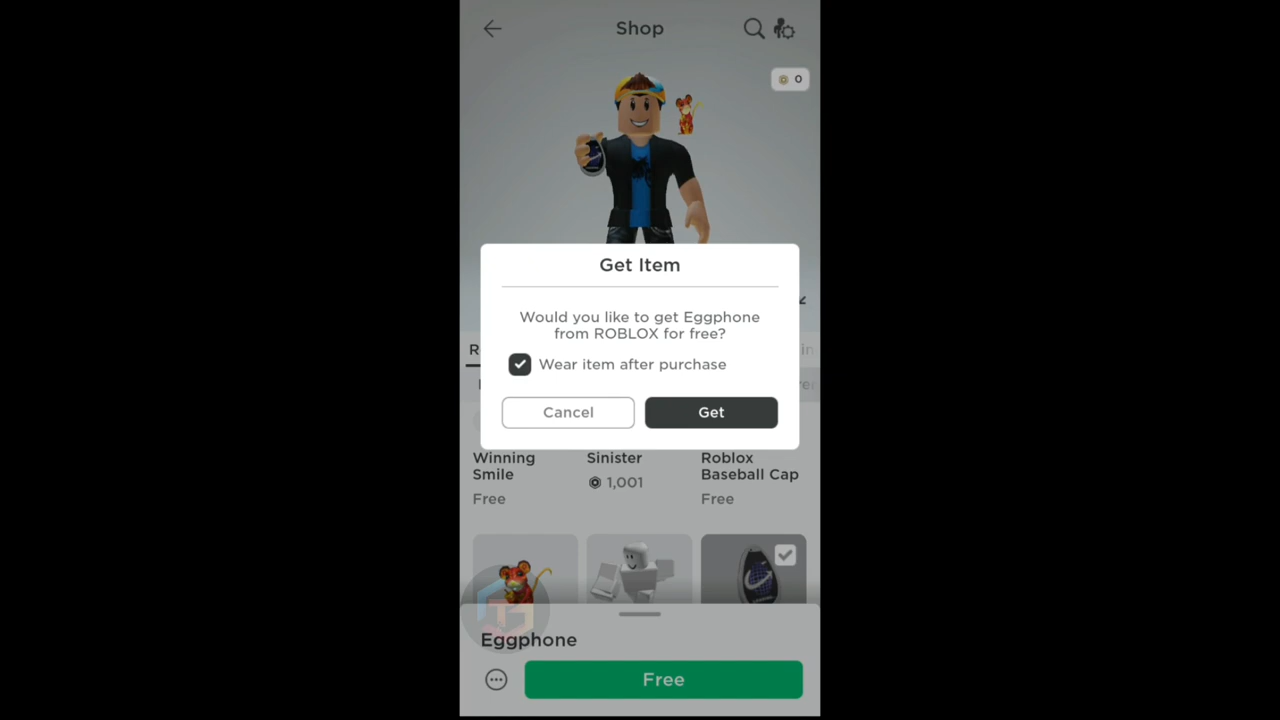 Shop
0
Get Item
Would you like to get Eggphone
from ROBLOX for free?
Wear item after purchase
Cancel
Get
Winning
Smile
Free
Sinister
1,001
Roblox
Baseball Cap
Free
Eggphone
Free